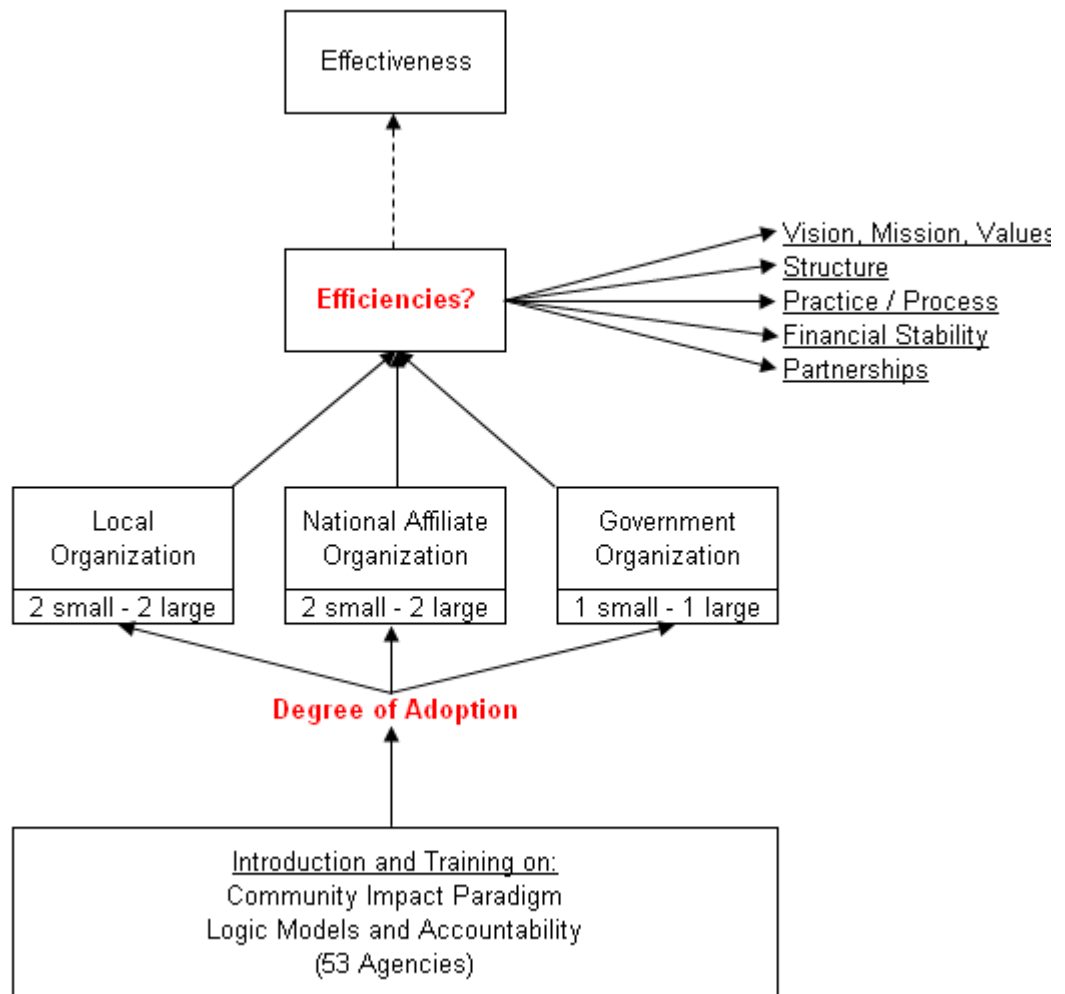 Effectiveness
Efficiencies?
Vision, Mission, Values
Structure
Practice / Process
Financial Stability
Partnerships
Local
Organization
2 small - 2 large
National Affiliate
Organization
2 small - 2 large
Government
Organization
1 small - 1 large
Degree of Adoption
Introduction and Training on:
Community Impact Paradigm
Logic Models and Accountability
(53 Agencies)